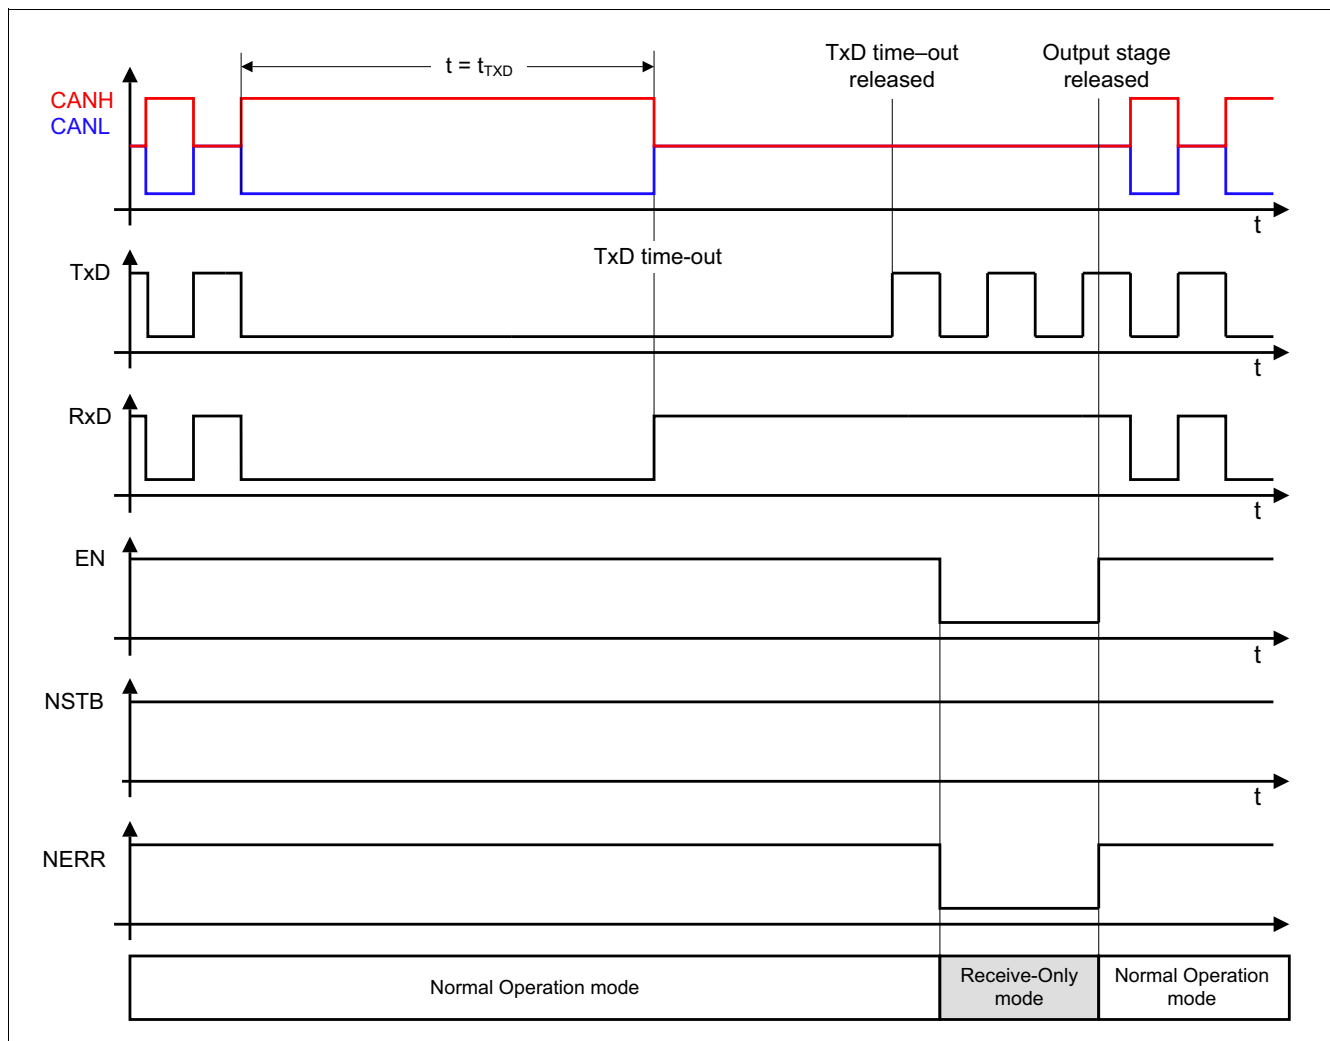 t = tTXD
TxD time–out
released
Output stage
released
CANH
CANL
t
TxD time-out
TxD
t
RxD
t
EN
t
NSTB
t
NERR
Normal Operation mode
Receive-Only
mode
Normal Operation
mode